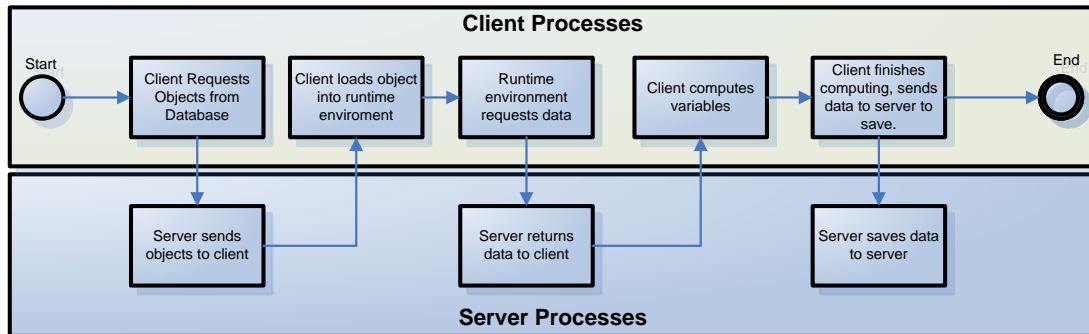 Client Processes
Start
Client Requests
Objects from
Database
Client loads object
into runtime
enviroment
Runtime
environment
requests data
Client computes
variables
Client finishes
computing, sends
data to server to
save.
End
Server sends
objects to client
Server returns
data to client
Server saves data
to server
Server Processes